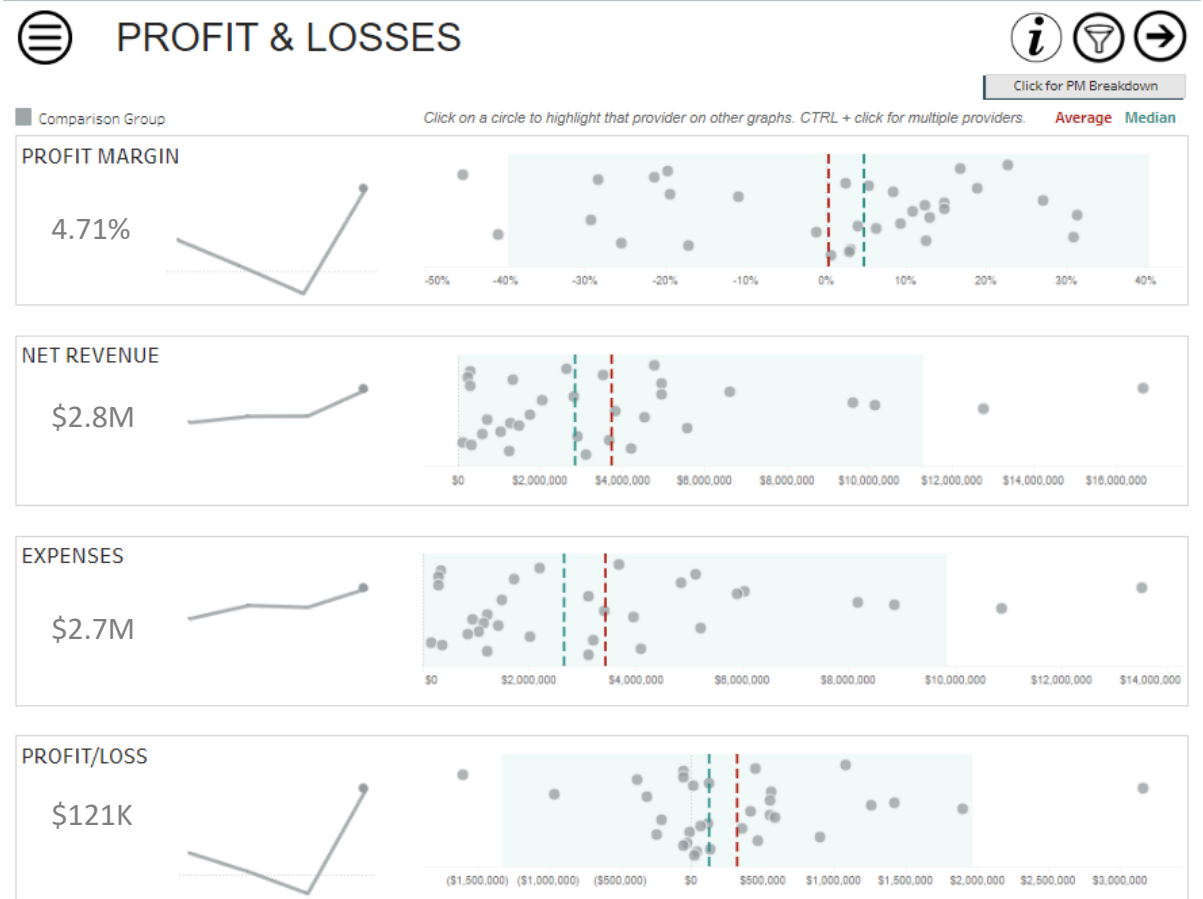 PROFIT & LOSSES
i
Click for PM Breakdown
Comparison Group
Click on a circle to highlight that provider on other graphs. CTRL + click for multiple providers.
Average Median
PROFIT MARGIN
4.71%
-50% -40% -30% -20% -10% 0% 10% 20% 30% 40%
NET REVENUE
$2.8M
$0 $2,000,000 $4,000,000 $6,000,000 $8,000,000 $10,000,000 $12,000,000 $14,000,000 $16,000,000
EXPENSES
$2.7M
$0 $2,000,000 $4,000,000 $6,000,000 $8,000,000 $10,000,000 $12,000,000 $14,000,000
PROFIT/LOSS
$121K
($1,500,000) ($1,000,000) ($500,000) $0 $500,000 $1,000,000 $1,500,000 $2,000,000 $2,500,000 $3,000,000